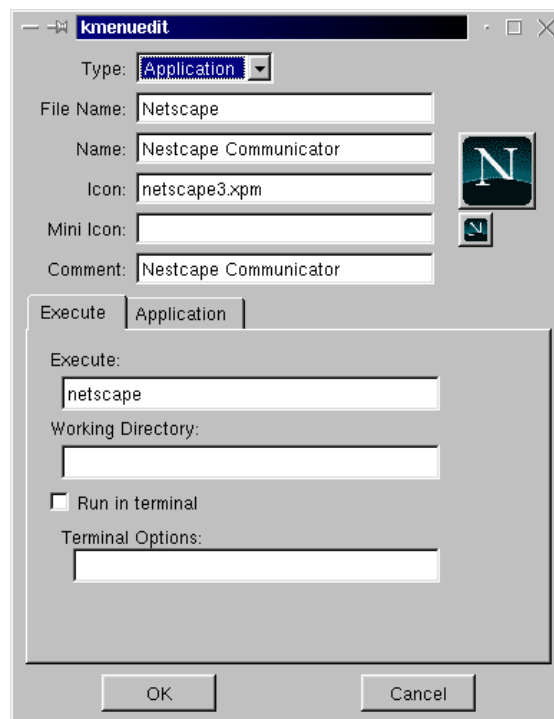 kmenuedit
Type: Application
File Name: Netscape
Name: Nestcape Communicator
N
Icon: netscape3.xpm
Mini Icon:
N
Comment: Nestcape Communicator
Execute Application
Execute:
netscape
Working Directory:
Run in terminal
Terminal Options:
OK Cancel